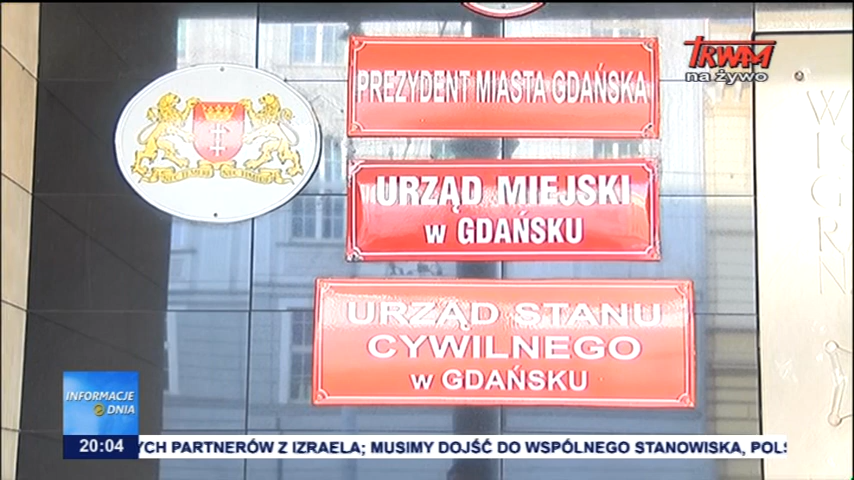 TRWAM
na żywo
PREZYDENT MIASTA GDAŃSKA
URZĄD MIEJSKI
w GDAŃSKU
URZĄD STANU
CYWILNEGO
w GDAŃSKU
INFORMACJE
DNIA
20:04
YCH PARTNERÓW Z IZRAELA; MUSIMY DOJŚĆ DO WSPÓLNEGO STANOWISKA, POLS